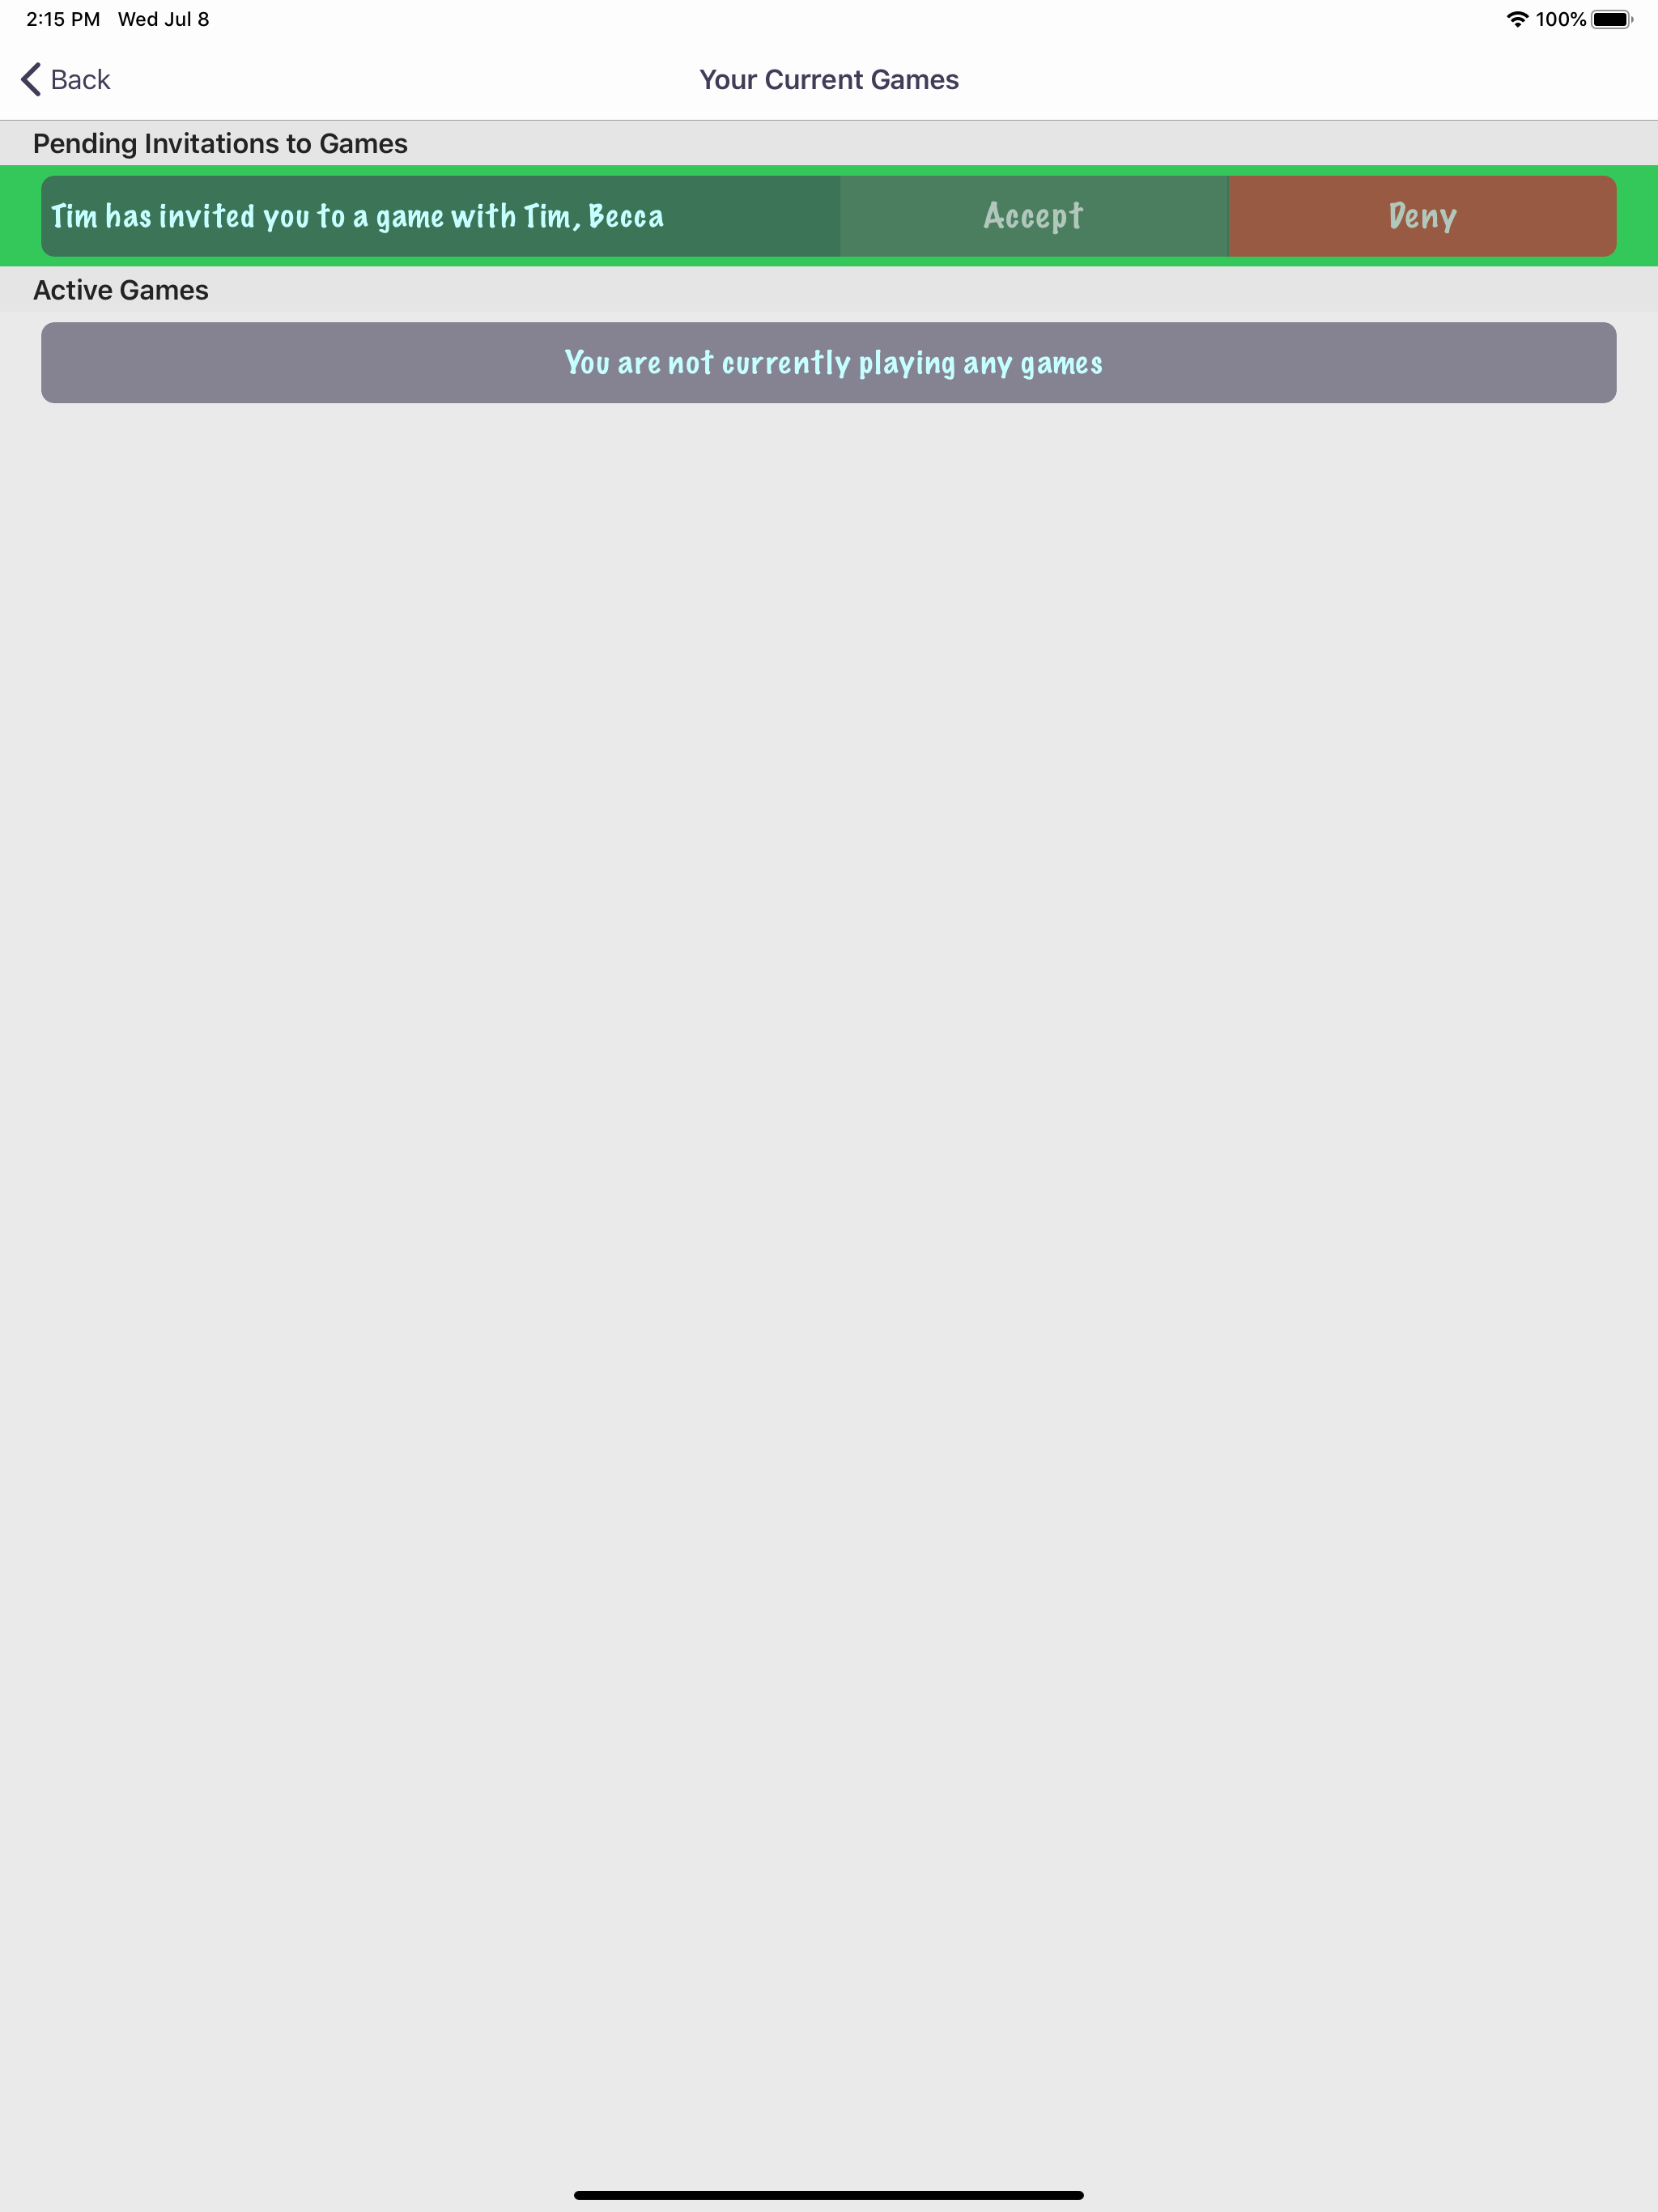 2:15 PM Wed Jul 8 100%
Back Your Current Games
Pending Invitations to Games
Tim has invited you to a game with Tim, Becca Accept Deny
Active Games
You are not currently playing any games